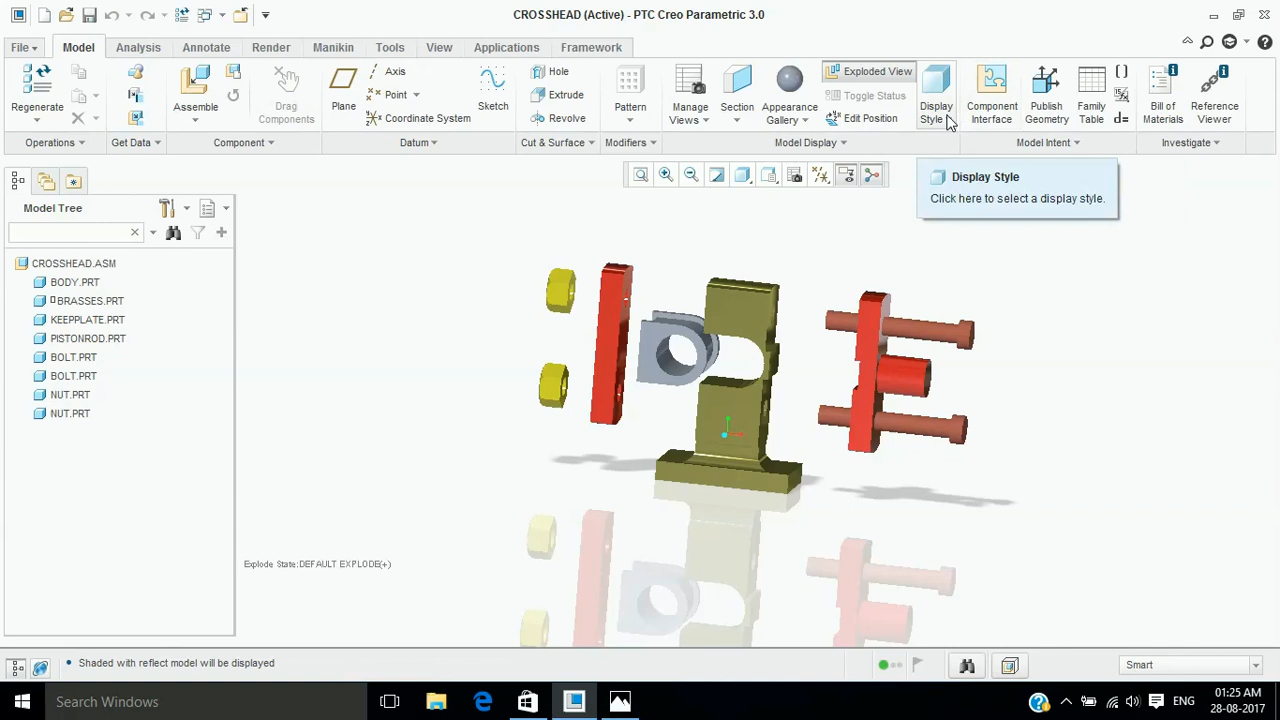 CROSSHEAD (Active) - PTC Creo Parametric 3.0
File Model Analysis Annotate Render Manikin Tools View Applications Framework
Regenerate
Operations
Get Data
Assemble
Drag Components
Component
Plane
Axis
Point
Coordinate System
Sketch
Datum
Hole
Extrude
Revolve
Cut & Surface
Pattern
Modifiers
Manage Views
Section
Appearance Gallery
Exploded View
Toggle Status
Edit Position
Display Style
Model Display
Component Interface
Publish Geometry
Family Table
Model Intent
Bill of Materials
Reference Viewer
Investigate
Display Style
Click here to select a display style.
Model Tree
CROSSHEAD.ASM
BODY.PRT
BRASSES.PRT
KEEPPLATE.PRT
PISTONROD.PRT
BOLT.PRT
BOLT.PRT
NUT.PRT
NUT.PRT
Explode State:DEFAULT EXPLODE(+)
• Shaded with reflect model will be displayed
Smart
Search Windows
ENG
01:25 AM
28-08-2017